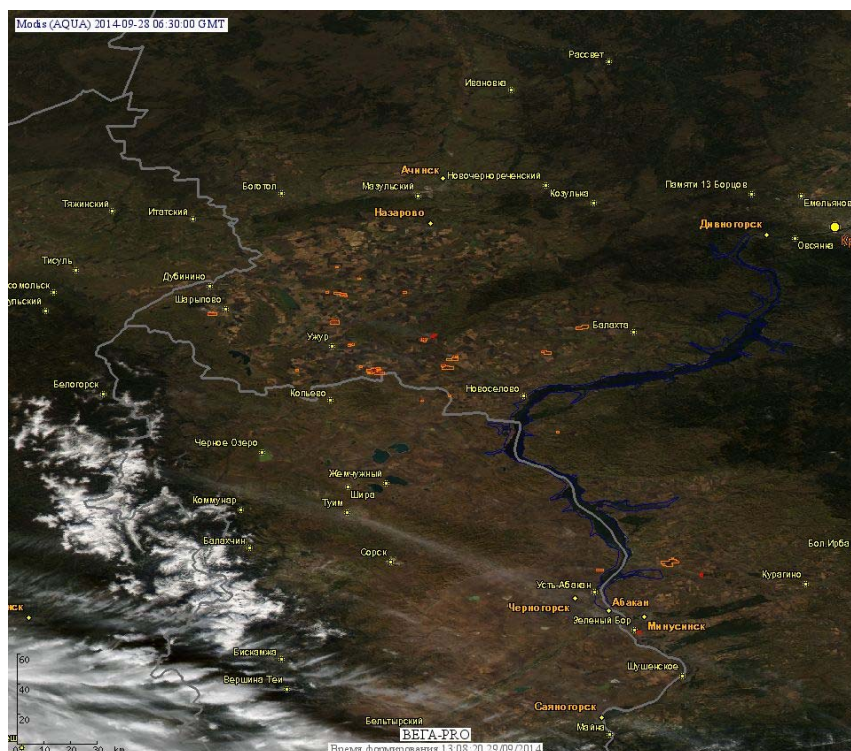 Modis (AQUA) 2014-09-28 06:30:00 GMT
Рассвет
Ивановка
Ачинск
Новочернореченский
Боготол
Мазульский
Козулька
Памяти 13 Борцов
Тяжинский
Итатский
Назарово
Емельянов
Дивногорск
Овсянка
Тисуль
Дубинино
Шарыпово
Ужур
Балахта
Белогорск
Копьево
Новоселово
Черное Озеро
Жемчужный
Шира
Коммунар
Туим
Балахчин
Сорск
Бол.Ирба
Курагино
Усть-Абакан
Черногорск
Абакан
Зеленый Бор
Минусинск
Бискамжа
Шушенское
60
Вершина Теи
40
Саяногорск
20
Бельтырский
Майна
ВЕГА-PRO
0 10 20 30 км
Время формирования 13:08:20 29/09/2014